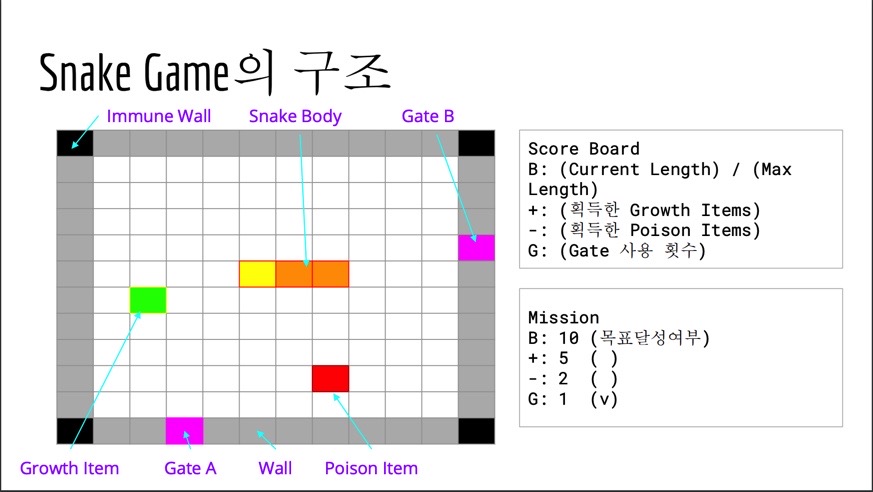 Snake Game의 구조
Immune Wall
Snake Body
Gate B
Growth Item
Gate A
Wall
Poison Item
Score Board
B: (Current Length) / (Max
Length)
+: (획득한 Growth Items)
-: (획득한 Poison Items)
G: (Gate 사용 횟수)
Mission
B: 10 (목표달성여부)
+: 5 ( )
-: 2 ( )
G: 1 (v)